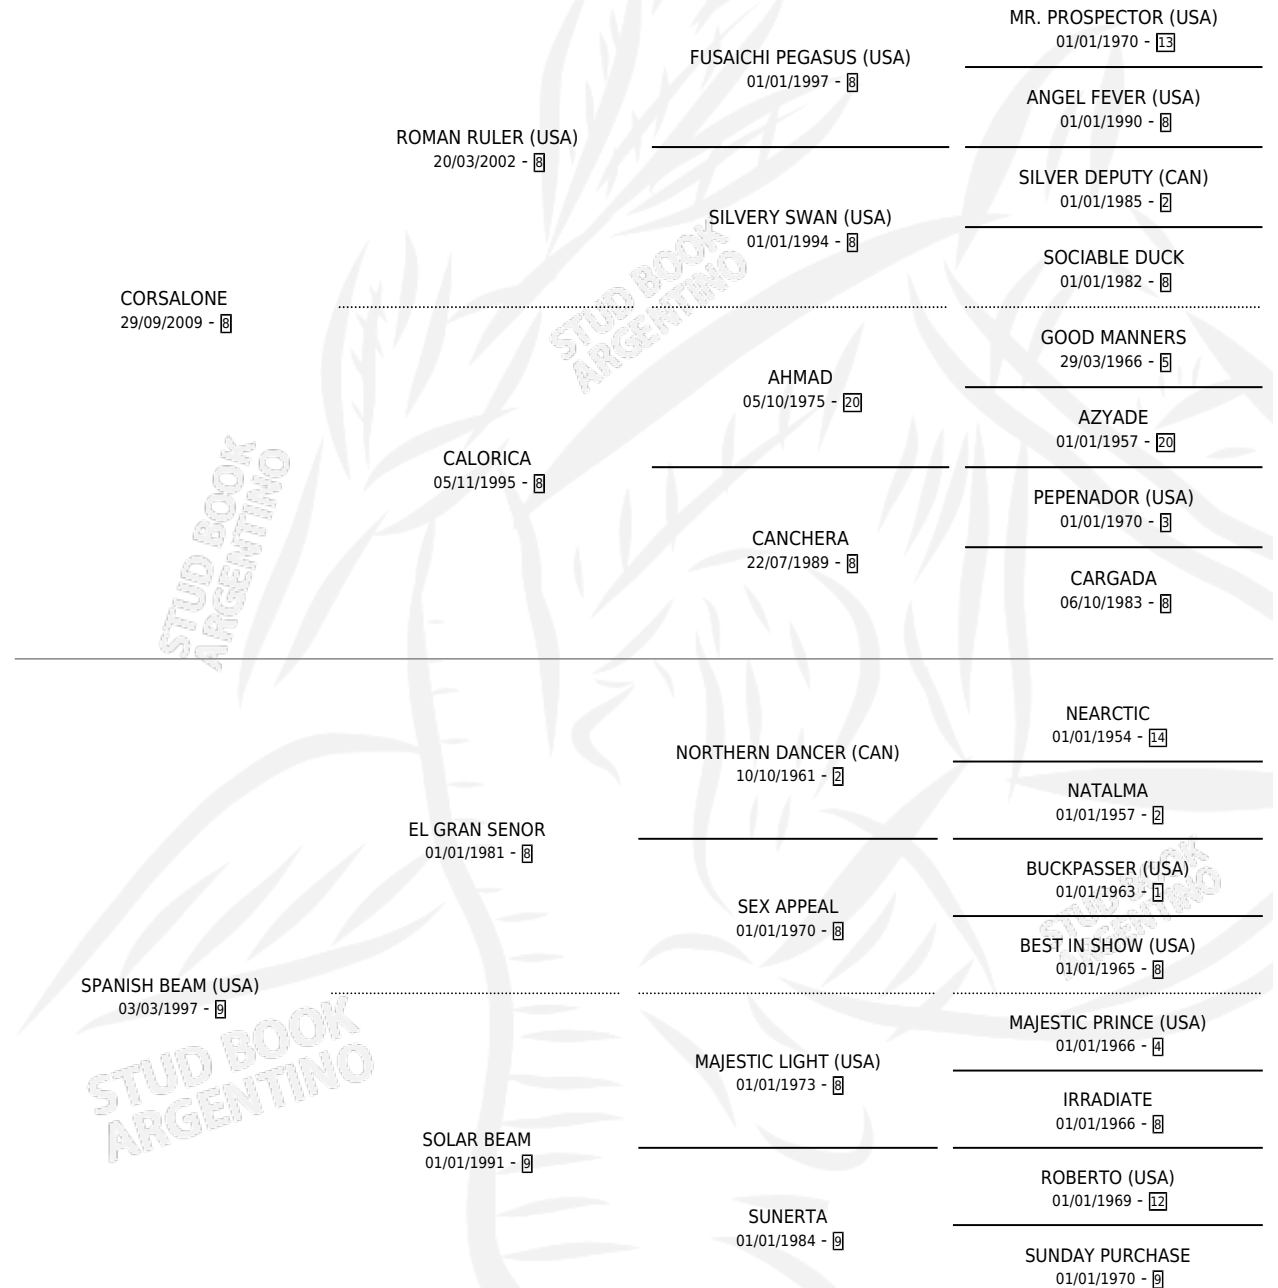 MR. PROSPECTOR (USA)
01/01/1970 - 13
FUSAICHI PEGASUS (USA)
01/01/1997 - 8
ANGEL FEVER (USA)
01/01/1990 - 8
ROMAN RULER (USA)
20/03/2002 - 8
SILVER DEPUTY (CAN)
01/01/1985 - 2
SILVERY SWAN (USA)
01/01/1994 - 8
SOCIABLE DUCK
01/01/1982 - 8
CORSALONE
29/09/2009 - 8
STUD BOOK
ARGENTINO
GOOD MANNERS
29/03/1966 - 5
AHMAD
05/10/1975 - 20
AZYADE
01/01/1957 - 20
CALORICA
05/11/1995 - 8
PEPENADOR (USA)
01/01/1970 - 3
CANCHERA
22/07/1989 - 8
CARGADA
06/10/1983 - 8
STUD BOOK
ARGENTINO
NEARCTIC
01/01/1954 - 14
NORTHERN DANCER (CAN)
10/10/1961 - 2
NATALMA
01/01/1957 - 2
EL GRAN SENOR
01/01/1981 - 8
BUCKPASSER (USA)
01/01/1963 - 1
SEX APPEAL
01/01/1970 - 8
STUD BOOK
ARGENTINO
BEST IN SHOW (USA)
01/01/1965 - 8
SPANISH BEAM (USA)
03/03/1997 - 9
STUD BOOK
ARGENTINO
MAJESTIC PRINCE (USA)
01/01/1966 - 4
MAJESTIC LIGHT (USA)
01/01/1973 - 8
IRRADIATE
01/01/1966 - 8
SOLAR BEAM
01/01/1991 - 9
ROBERTO (USA)
01/01/1969 - 12
SUNERTA
01/01/1984 - 9
SUNDAY PURCHASE
01/01/1970 - 9